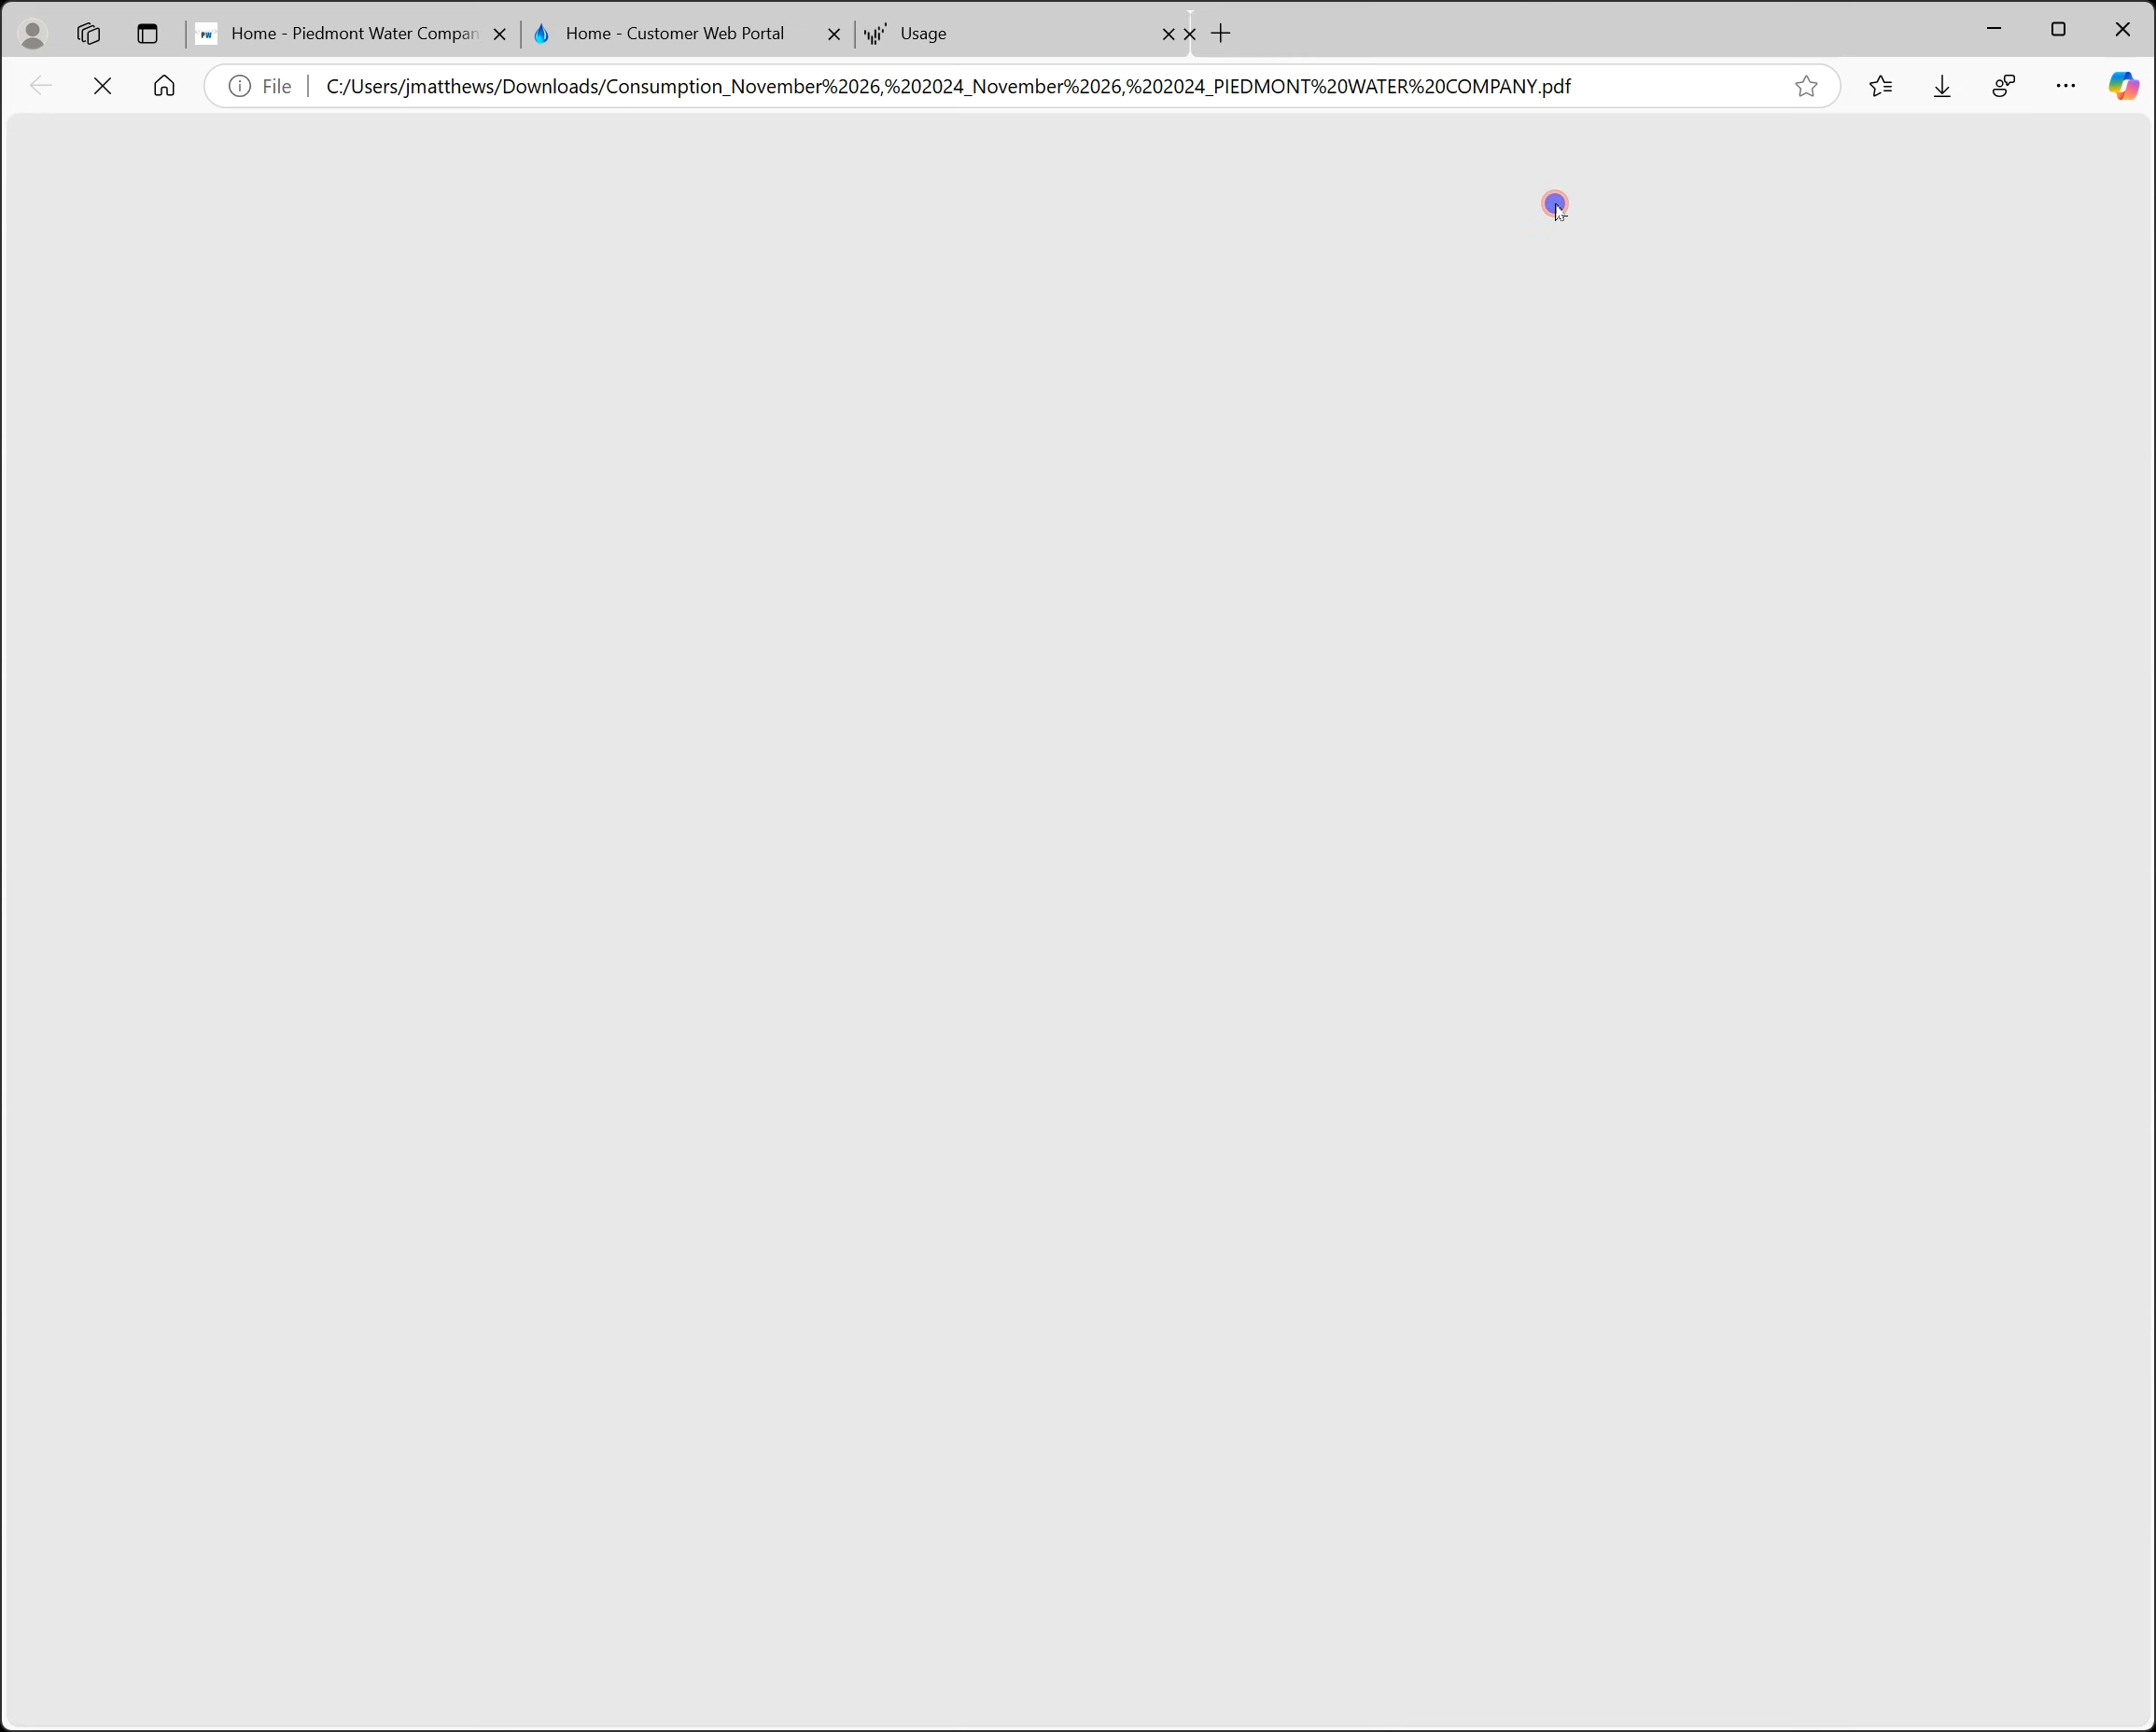 PW Home - Piedmont Water Compan
Home - Customer Web Portal
Usage
File C:/Users/jmatthews/Downloads/Consumption_November%2026,%202024_November%2026,%202024_PIEDMONT%20WATER%20COMPANY.pdf